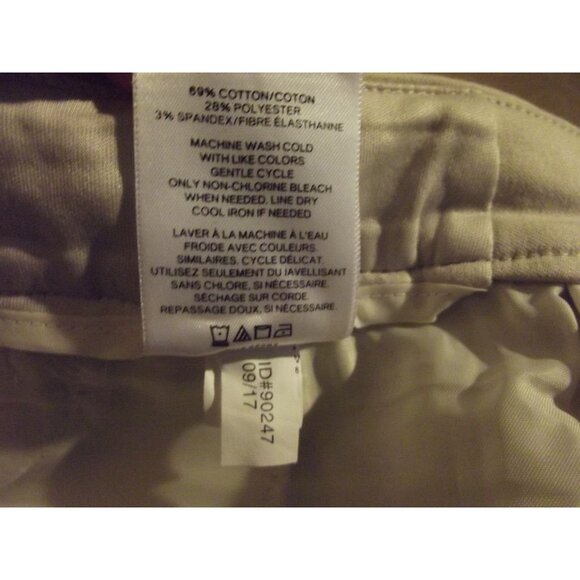 69% COTTON/COTON
28% POLYESTER
3% SPANDEX/FIBRE ÉLASTHANNE
MACHINE WASH COLD
WITH LIKE COLORS
GENTLE CYCLE
ONLY NON-CHLORINE BLEACH
WHEN NEEDED. LINE DRY
COOL IRON IF NEEDED
LAVER À LA MACHINE À L'EAU
FROIDE AVEC COULEURS.
SIMILAIRES. CYCLE DÉLICAT.
UTILISEZ SEULEMENT DU JAVELLISANT
SANS CHLORE, SI NÉCESSAIRE.
SÉCHAGE SUR CORDE.
REPASSAGE DOUX, SI NÉCESSAIRE.
ID#90247
09/17